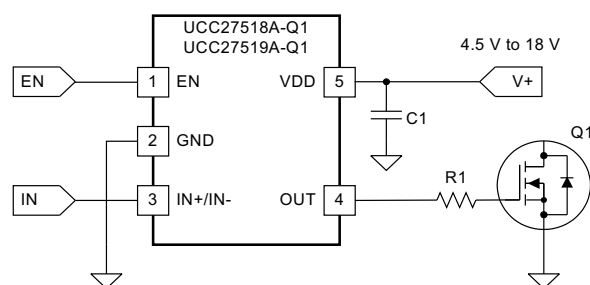 UCC27518A-Q1
UCC27519A-Q1
4.5 V to 18 V
EN
1
EN
VDD
5
V+
C1
2
GND
Q1
R1
IN
3
IN+/IN-
OUT
4